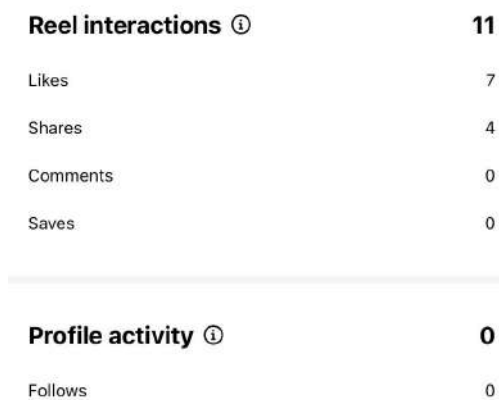 Reel interactions 11
Likes 7
Shares 4
Comments 0
Saves 0
Profile activity 0
Follows 0